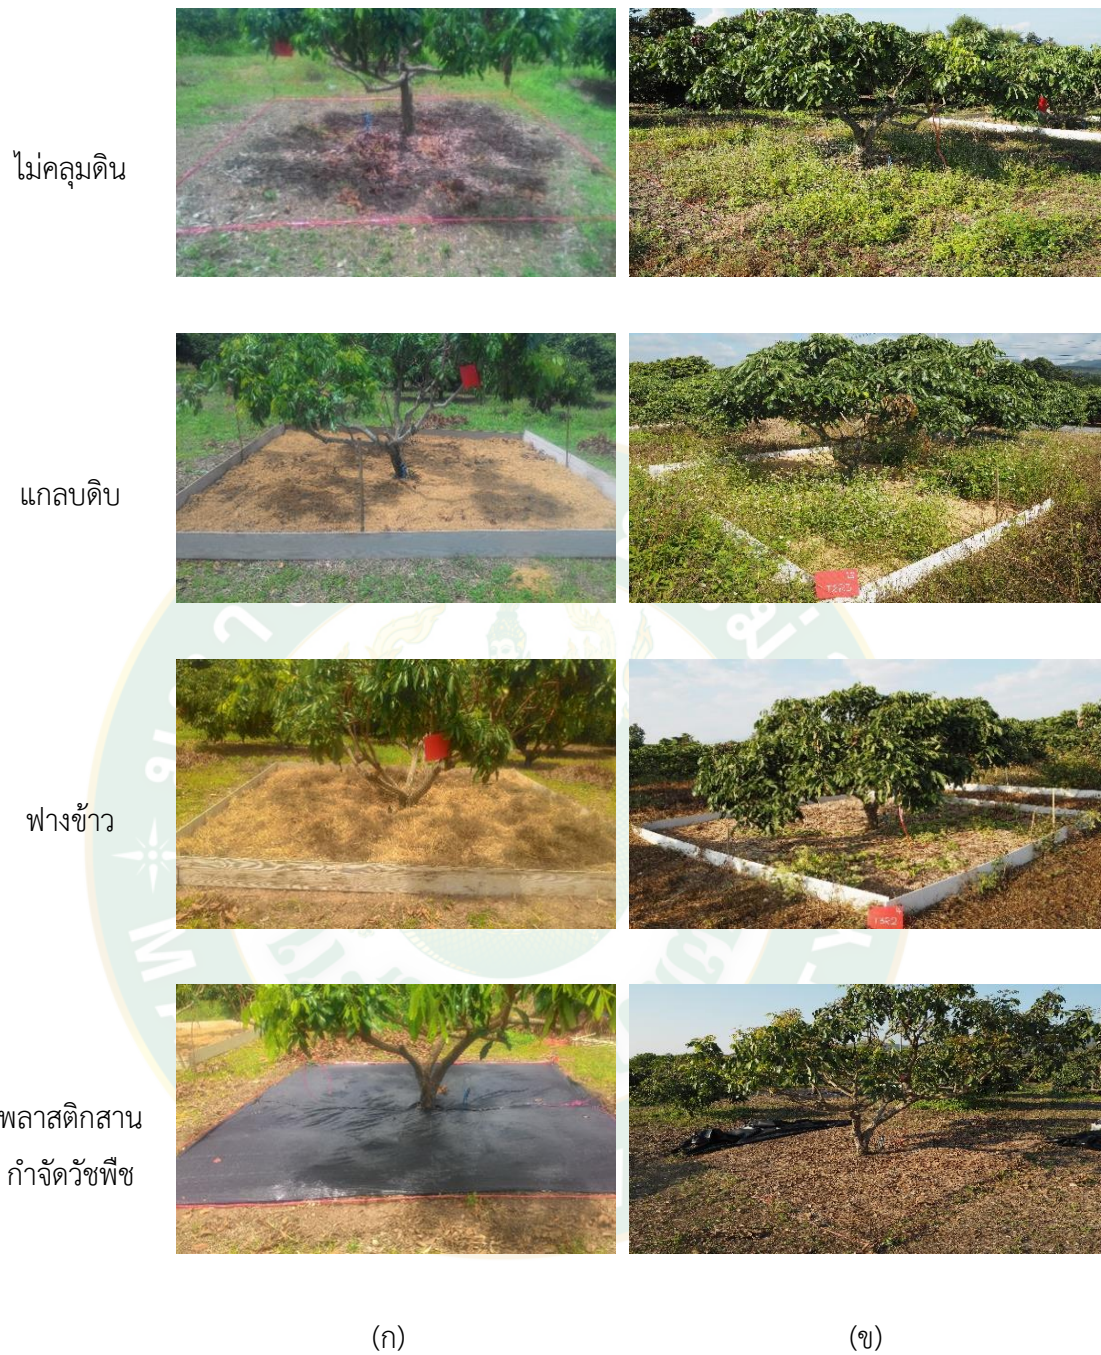 ไม่คลุมดิน
แกลบดิบ
T2R3
ฟางข้าว
T3R2
พลาสติกสาน
กำจัดวัชพืช
(ก)
(ข)